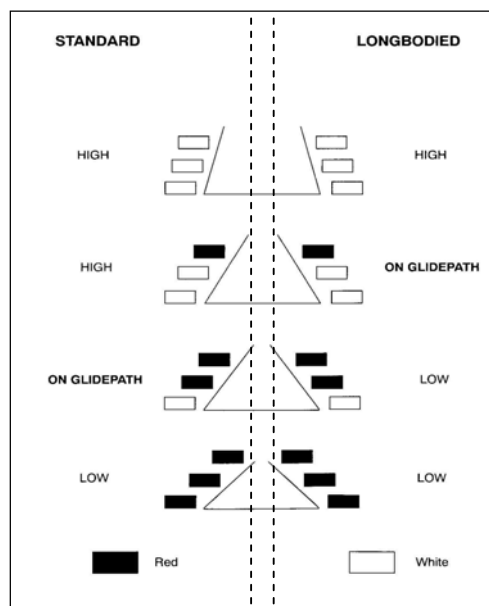 STANDARD LONGBODIED
HIGH HIGH
HIGH ON GLIDEPATH
ON GLIDEPATH LOW
LOW LOW
Red White